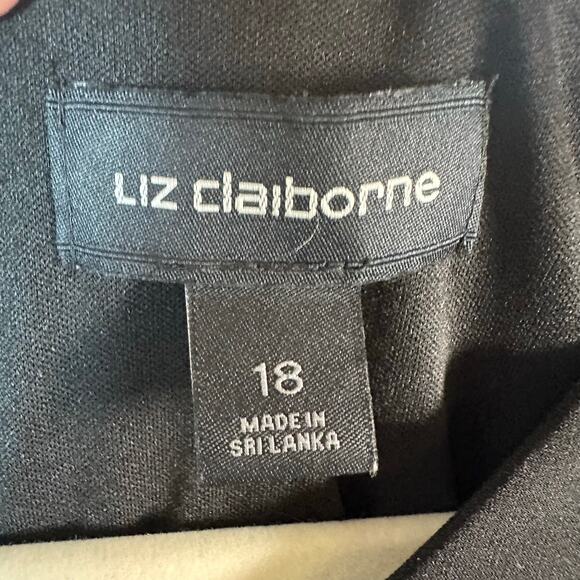 LIZ claiborne
18
MADE IN
SRI LANKA